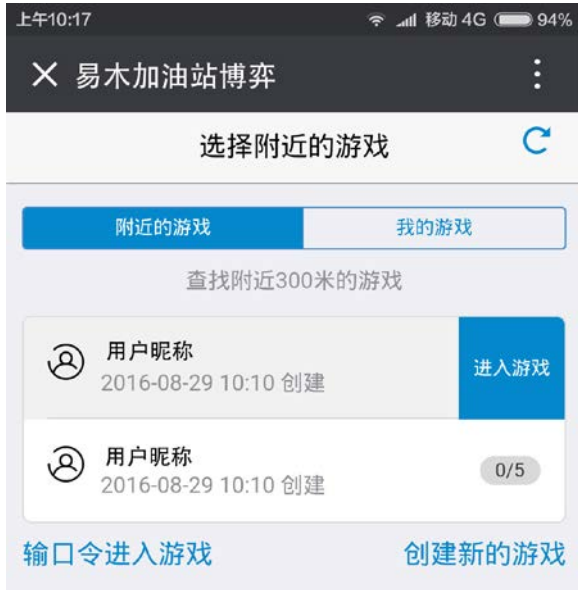 上午10:17 移动 4G 94%
易木加油站博弈
选择附近的游戏
附近的游戏 我的游戏
查找附近300米的游戏
用户昵称
2016-08-29 10:10 创建
进入游戏
用户昵称
2016-08-29 10:10 创建
0/5
输口令进入游戏 创建新的游戏